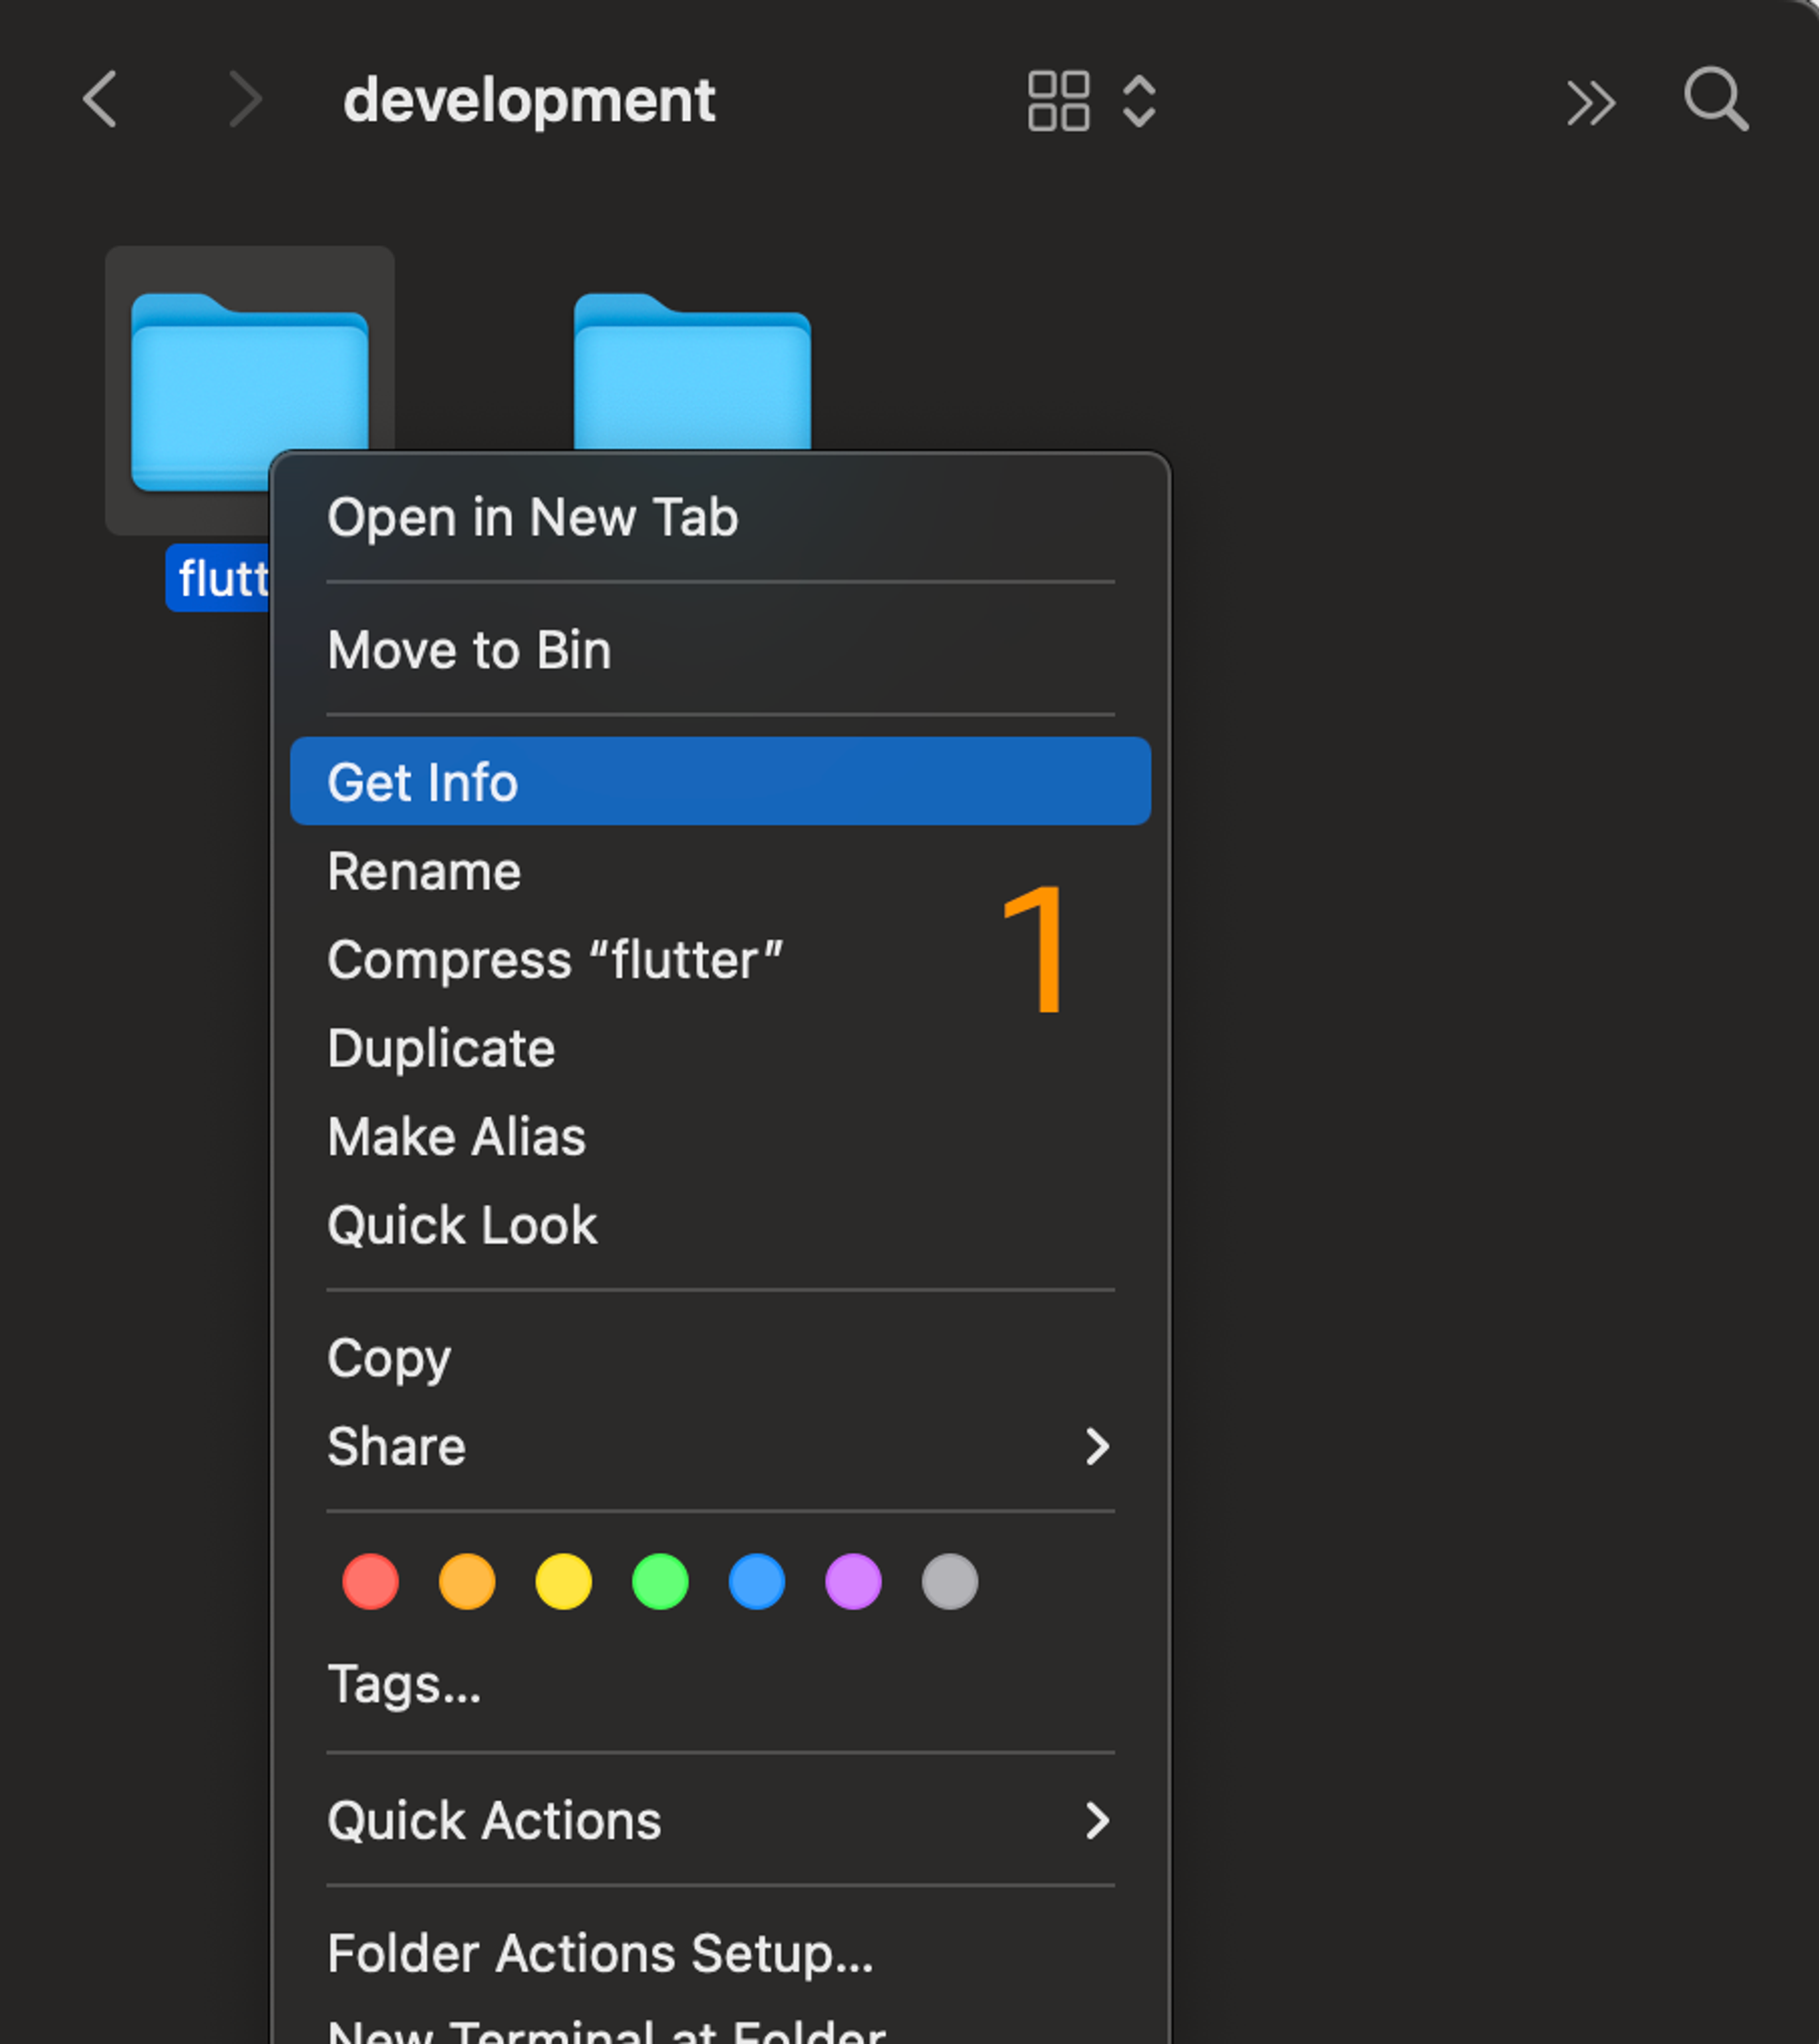 development
Open in New Tab
flutt
Move to Bin
Get Info
Rename
1
Compress “flutter”
Duplicate
Make Alias
Quick Look
Copy
Share
Tags...
Quick Actions
Folder Actions Setup...
New Terminal at Folder